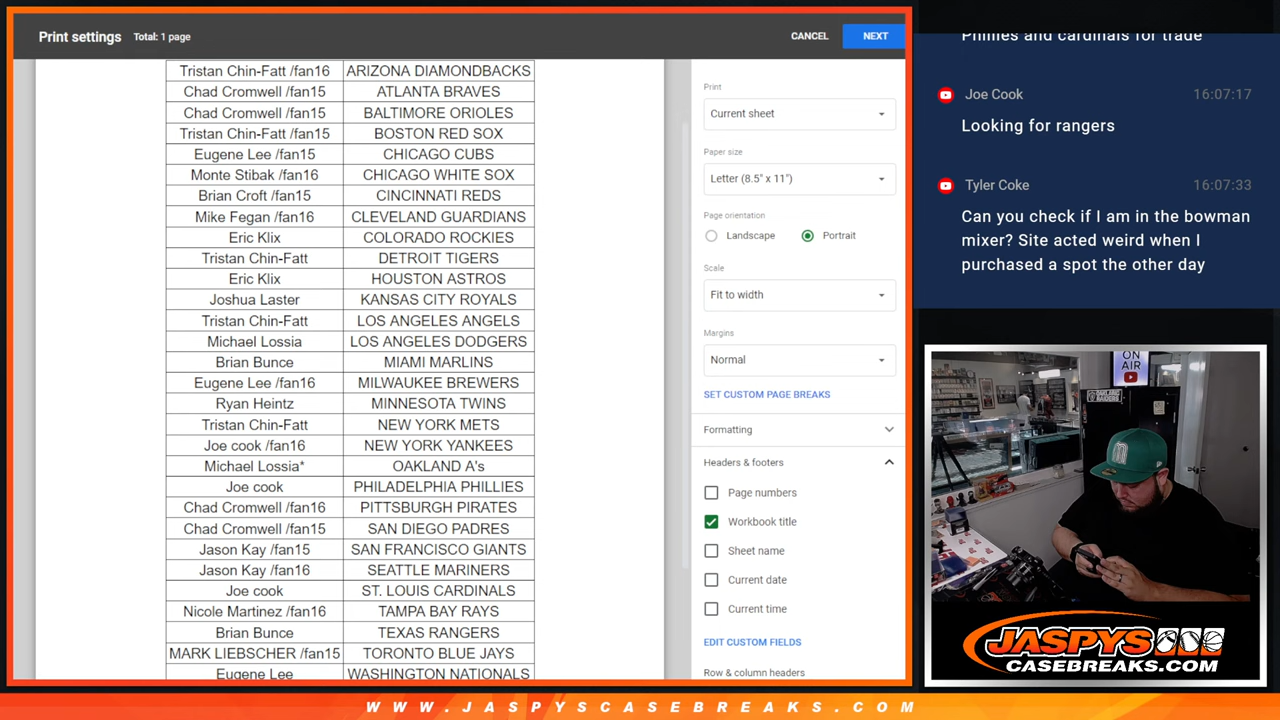 Print settings Total: 1 page CANCEL NEXT
Tristan Chin-Fatt /fan16 ARIZONA DIAMONDBACKS
Chad Cromwell /fan15 ATLANTA BRAVES
Chad Cromwell /fan15 BALTIMORE ORIOLES
Tristan Chin-Fatt /fan15 BOSTON RED SOX
Eugene Lee /fan15 CHICAGO CUBS
Monte Stibak /fan16 CHICAGO WHITE SOX
Brian Croft /fan15 CINCINNATI REDS
Mike Fegan /fan16 CLEVELAND GUARDIANS
Eric Klix COLORADO ROCKIES
Tristan Chin-Fatt DETROIT TIGERS
Eric Klix HOUSTON ASTROS
Joshua Laster KANSAS CITY ROYALS
Tristan Chin-Fatt LOS ANGELES ANGELS
Michael Lossia LOS ANGELES DODGERS
Brian Bunce MIAMI MARLINS
Eugene Lee /fan16 MILWAUKEE BREWERS
Ryan Heintz MINNESOTA TWINS
Tristan Chin-Fatt NEW YORK METS
Joe cook /fan16 NEW YORK YANKEES
Michael Lossia* OAKLAND A's
Joe cook PHILADELPHIA PHILLIES
Chad Cromwell /fan16 PITTSBURGH PIRATES
Chad Cromwell /fan15 SAN DIEGO PADRES
Jason Kay /fan15 SAN FRANCISCO GIANTS
Jason Kay /fan16 SEATTLE MARINERS
Joe cook ST. LOUIS CARDINALS
Nicole Martinez /fan16 TAMPA BAY RAYS
Brian Bunce TEXAS RANGERS
MARK LIEBSCHER /fan15 TORONTO BLUE JAYS
Eugene Lee WASHINGTON NATIONALS
Print
Current sheet
Paper size
Letter (8.5" x 11")
Page orientation
Landscape Portrait
Scale
Fit to width
Margins
Normal
SET CUSTOM PAGE BREAKS
Formatting
Headers & footers
Page numbers
Workbook title
Sheet name
Current date
Current time
EDIT CUSTOM FIELDS
Row & column headers
Phillies and cardinals for trade
Joe Cook 16:07:17
Looking for rangers
Tyler Coke 16:07:33
Can you check if I am in the bowman
mixer? Site acted weird when I
purchased a spot the other day
ON
AIR
JASPYS
CASEBREAKS.COM
WWW.JASPYSCASEBREAKS.COM